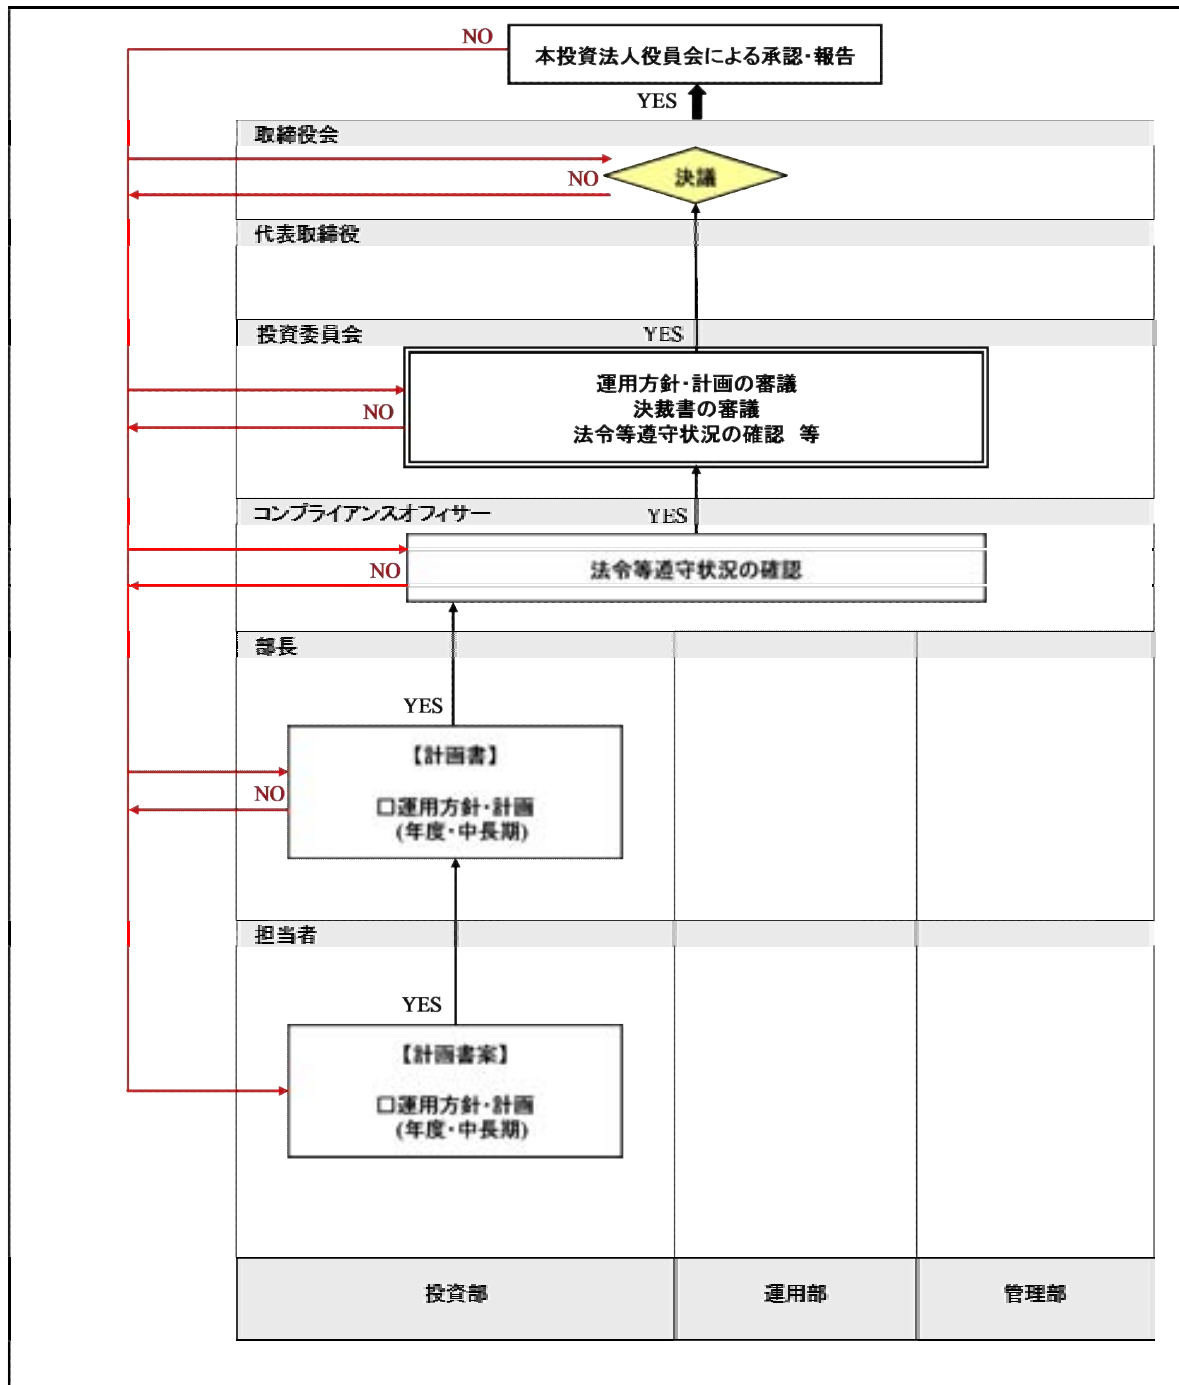 NO
本投資法人役員会による承認・報告
YES
取締役会
NO
決議
代表取締役
投資委員会
YES
運用方針・計画の審議
決裁書の審議
法令等遵守状況の確認 等
NO
コンプライアンスオフィサー
YES
NO
法令等遵守状況の確認
部長
YES
【計画書】
NO
□運用方針・計画
(年度・中長期)
担当者
YES
【計画書案】
□運用方針・計画
(年度・中長期)
投資部
運用部
管理部